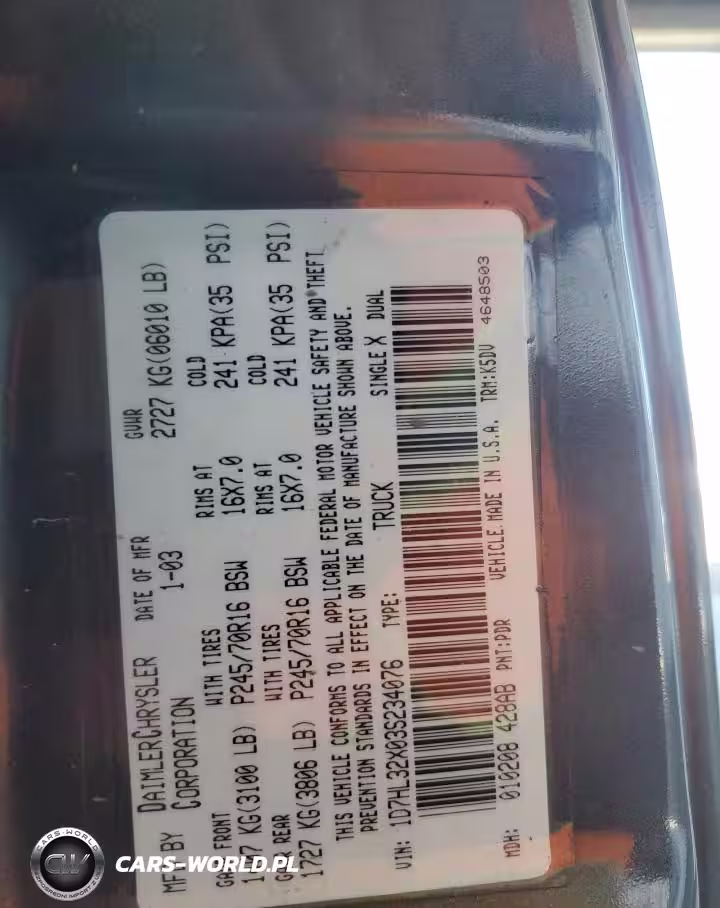 MFD BY DAIMLERCHRYSLER CORPORATION
DATE OF MFR 1-03
GVWR 2727 KG(06010 LB)
FRONT WITH TIRES RIMS AT COLD
KG(3100 LB) P245/70R16 BSW 16X7.0 241 KPA(35 PSI)
REAR WITH TIRES RIMS AT COLD
1727 KG(3806 LB) P245/70R16 BSW 16X7.0 241 KPA(35 PSI)
THIS VEHICLE CONFORMS TO ALL APPLICABLE FEDERAL MOTOR VEHICLE SAFETY AND THEFT
PREVENTION STANDARDS IN EFFECT ON THE DATE OF MANUFACTURE SHOWN ABOVE.
VIN: 1D7HL32X03S234076 TYPE: TRUCK SINGLE X DUAL
MDH: 010208 428AB PNT:PDR VEHICLE MADE IN U.S.A. TRM:K5DV 4648503
CARS-WORLD.PL
CARS-WORLD
CW